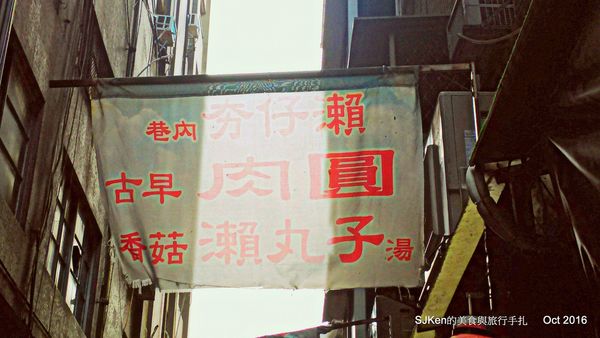 巷內夯仔瀨
古早肉圓
香菇瀨丸子湯
SJKen的美食與旅行手扎 Oct 2016